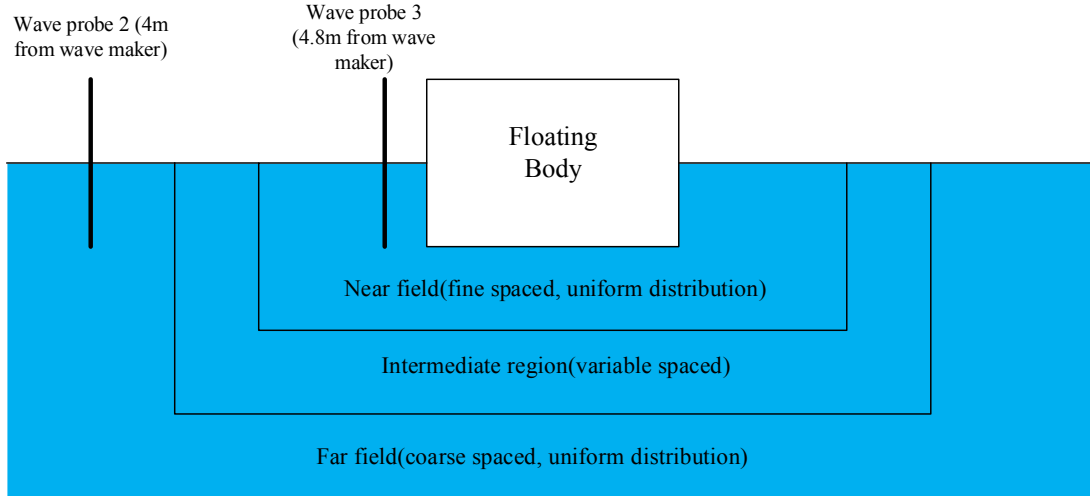 Wave probe 2 (4m
from wave maker)
Wave probe 3
(4.8m from wave
maker)
Floating
Body
Near field(fine spaced, uniform distribution)
Intermediate region(variable spaced)
Far field(coarse spaced, uniform distribution)